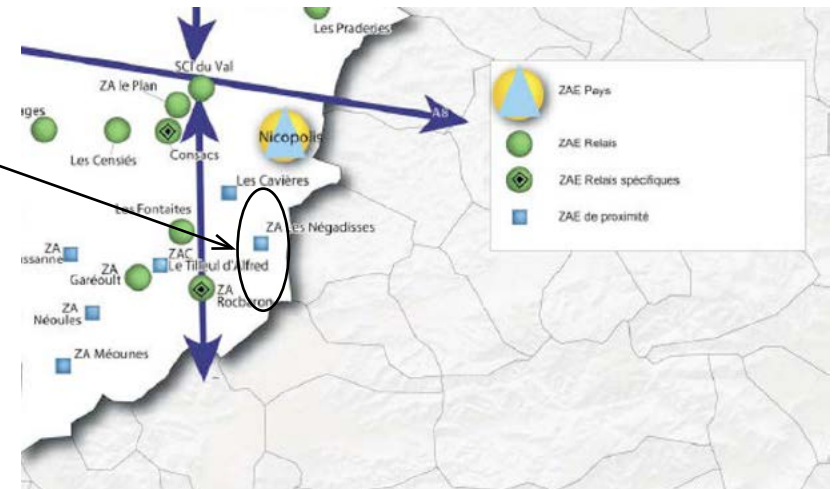 Les Praderies
SCI du Val
ZA le Plan
ages
Nicopolis
A8
Les Censiés
Consacs
Les Cavières
Les Fontaites
ZA Les Négadisses
ZA
ssanne
ZAC
Le Tilleul d'Alfred
ZA
Garéoult
ZA
Rocbaron
ZA
Néoules
ZA Méounes
ZAE Pays
ZAE Relais
ZAE Relais spécifiques
ZAE de proximité